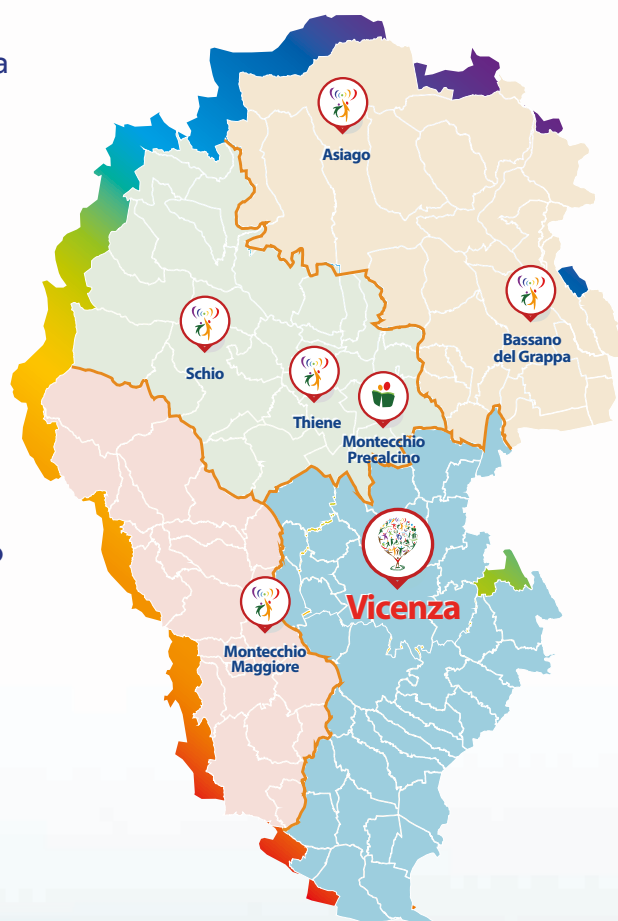 a
Asiago
Bassano
del Grappa
Schio
Thiene
Montecchio
Precalcino
Vicenza
Montecchio
Maggiore